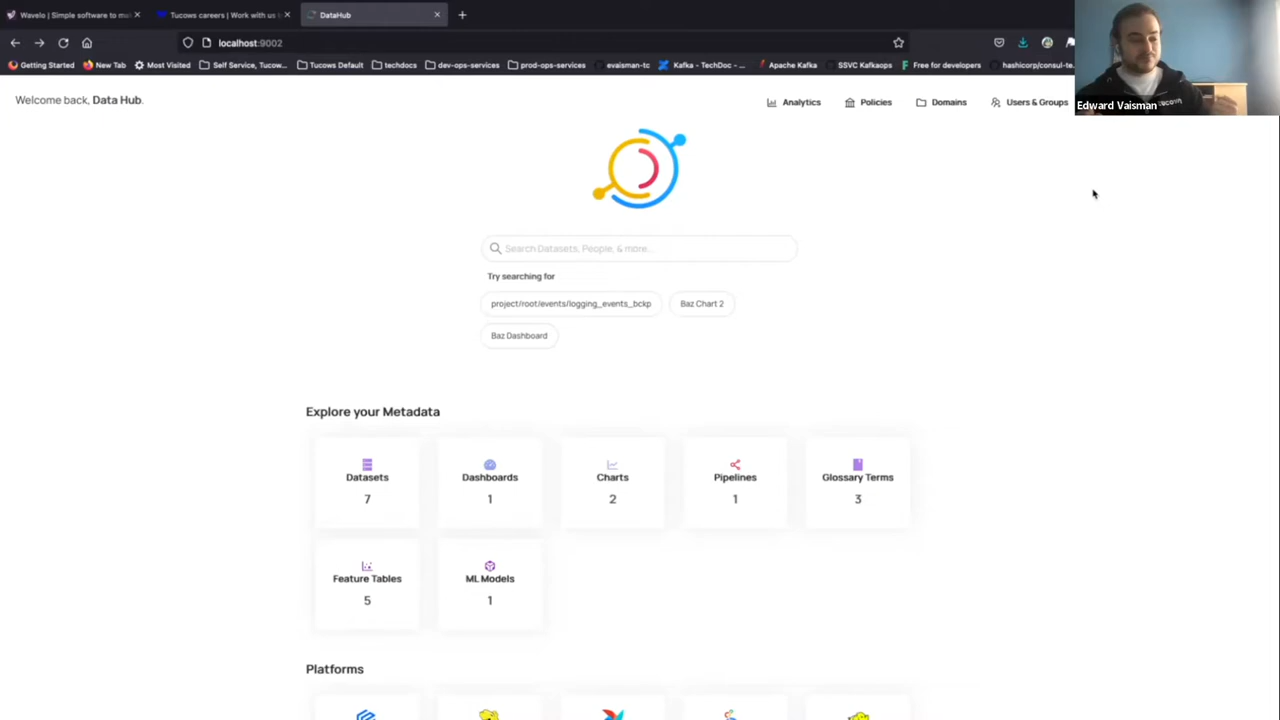 Wavelo | Simple software to ma
Tucows careers | Work with us
DataHub
localhost:9002
Getting Started
New Tab
Most Visited
Self Service, Tucow...
Tucows Default
techdocs
dev-ops-services
prod-ops-services
evaisman-tc
Kafka - TechDoc - ...
Apache Kafka
SSVC Kafkaops
Free for developers
hashicorp/consul-te...
Edward Vaisman
Welcome back, Data Hub.
Analytics
Policies
Domains
Users & Groups
Search Datasets, People, & more...
Try searching for
project/root/events/logging_events_bckp
Baz Chart 2
Baz Dashboard
Explore your Metadata
Datasets
7
Dashboards
1
Charts
2
Pipelines
1
Glossary Terms
3
Feature Tables
5
ML Models
1
Platforms